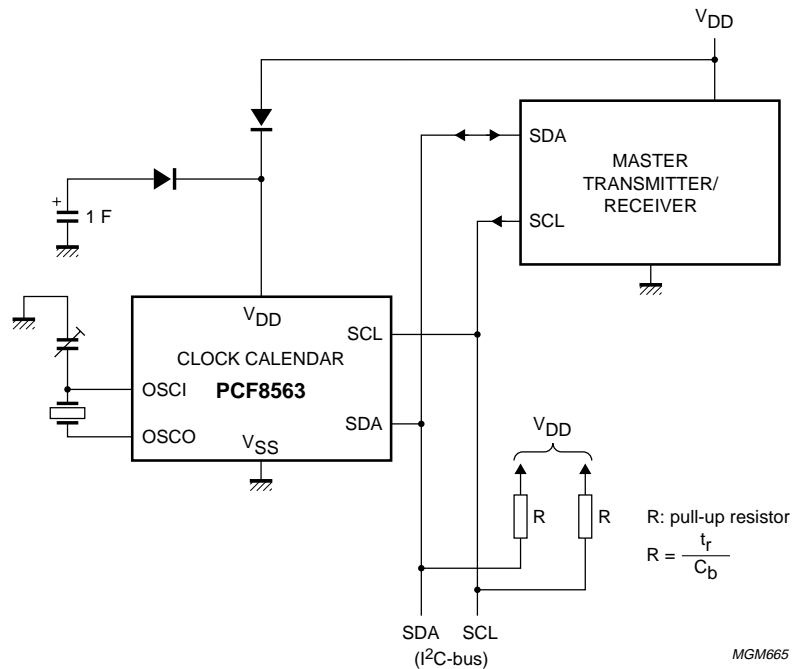 VDD
SDA
MASTER
TRANSMITTER/
RECEIVER
SCL
+
1 F
VDD
SCL
CLOCK CALENDAR
PCF8563
OSCI
OSCO
SDA
VSS
VDD
R
R
R: pull-up resistor
R = tr
Cb
SDA SCL
(I2C-bus)
MGM665